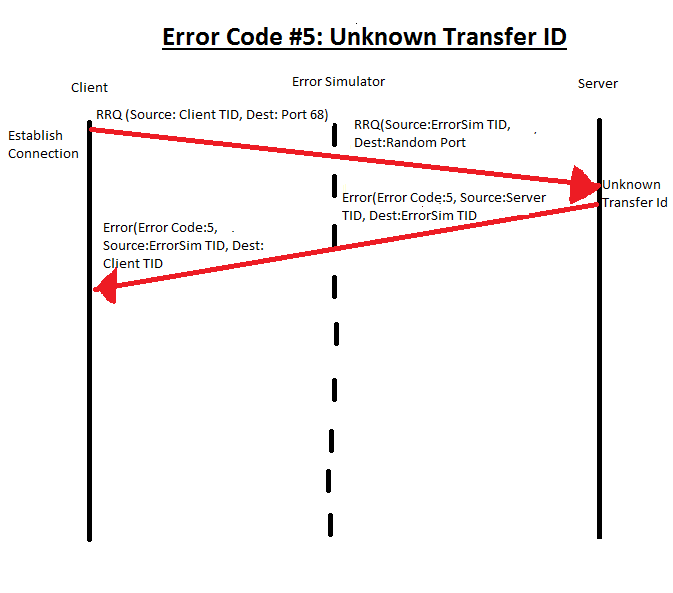 Error Code #5: Unknown Transfer ID
Client
Error Simulator
Server
RRQ (Source: Client TID, Dest: Port 68)
Establish
Connection
RRQ(Source:ErrorSim TID,
Dest:Random Port
Unknown
Transfer Id
Error(Error Code:5, Source:Server
TID, Dest:ErrorSim TID
Error(Error Code:5,
Source:ErrorSim TID, Dest:
Client TID